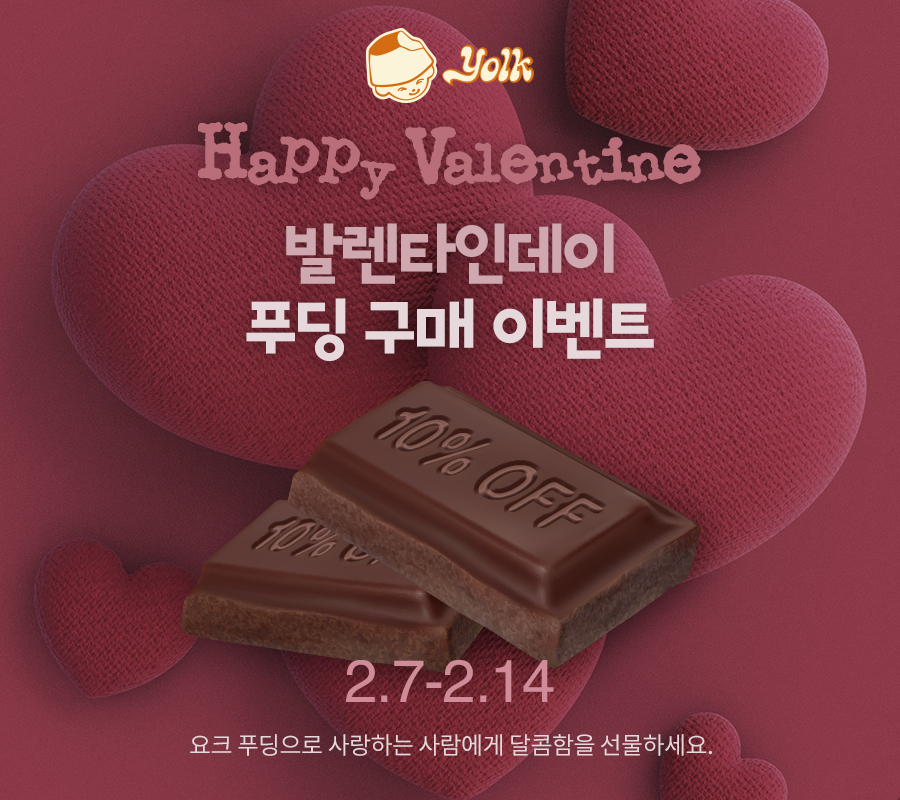 Yolk
Happy Valentine
발렌타인데이
푸딩 구매 이벤트
10% OFF
10% O
2.7-2.14
요크 푸딩으로 사랑하는 사람에게 달콤함을 선물하세요.